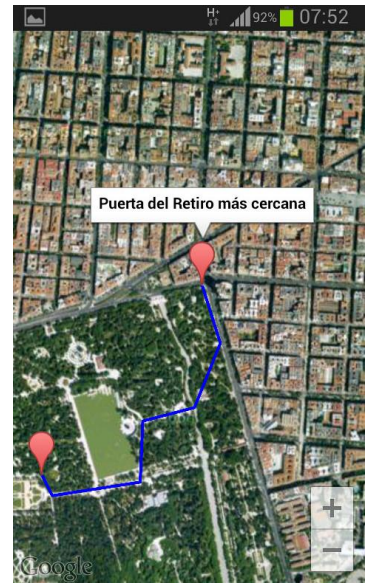 H+ 92% 07:52
Puerta del Retiro más cercana
+
−
Google